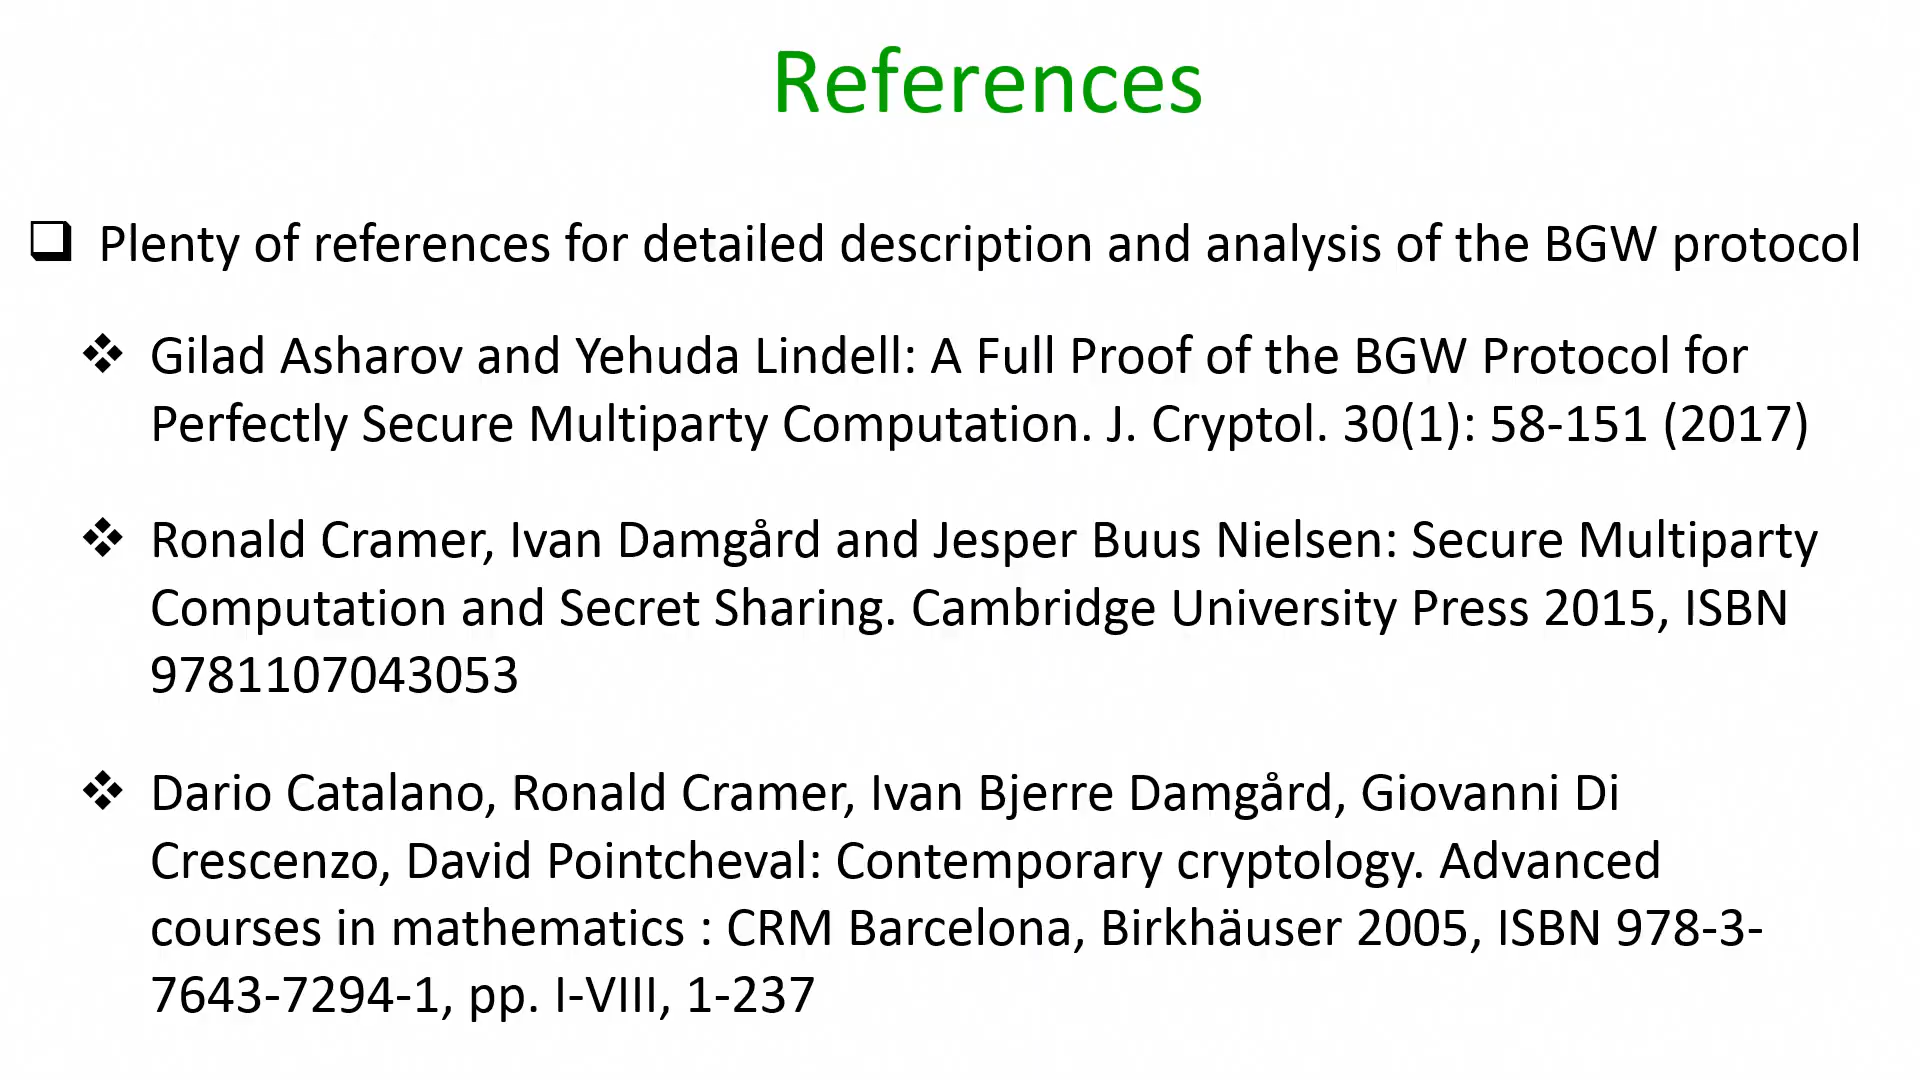 References
Plenty of references for detailed description and analysis of the BGW protocol
Gilad Asharov and Yehuda Lindell: A Full Proof of the BGW Protocol for
Perfectly Secure Multiparty Computation. J. Cryptol. 30(1): 58-151 (2017)
Ronald Cramer, Ivan Damgård and Jesper Buus Nielsen: Secure Multiparty
Computation and Secret Sharing. Cambridge University Press 2015, ISBN
9781107043053
Dario Catalano, Ronald Cramer, Ivan Bjerre Damgård, Giovanni Di
Crescenzo, David Pointcheval: Contemporary cryptology. Advanced
courses in mathematics : CRM Barcelona, Birkhäuser 2005, ISBN 978-3-
7643-7294-1, pp. I-VIII, 1-237